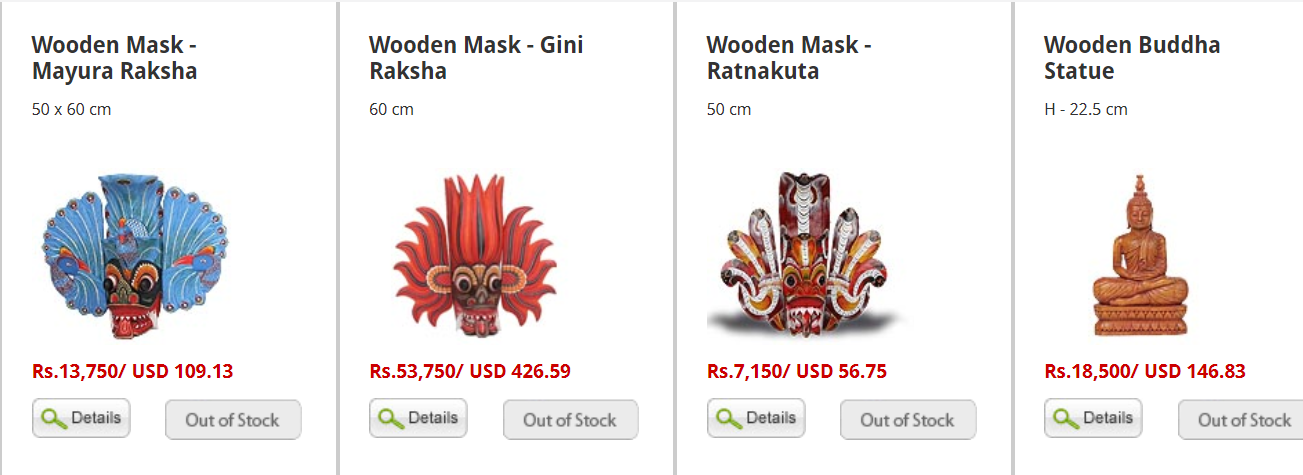 Wooden Mask -
Mayura Raksha
50 x 60 cm
Rs.13,750/ USD 109.13
Details
Out of Stock
Wooden Mask - Gini
Raksha
60 cm
Rs.53,750/ USD 426.59
Details
Out of Stock
Wooden Mask -
Ratnakuta
50 cm
Rs.7,150/ USD 56.75
Details
Out of Stock
Wooden Buddha
Statue
H - 22.5 cm
Rs.18,500/ USD 146.83
Details
Out of Stock